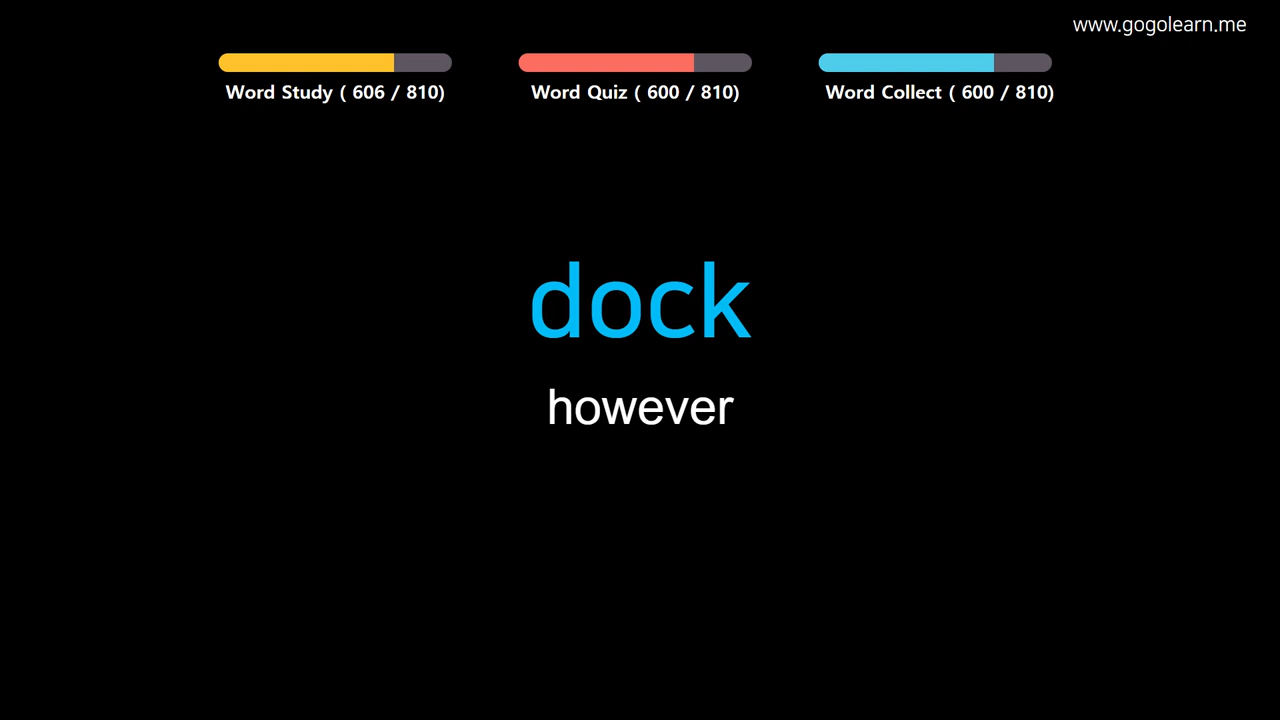 www.gogolearn.me
Word Study ( 606 / 810)
Word Quiz ( 600 / 810)
Word Collect ( 600 / 810)
dock
however